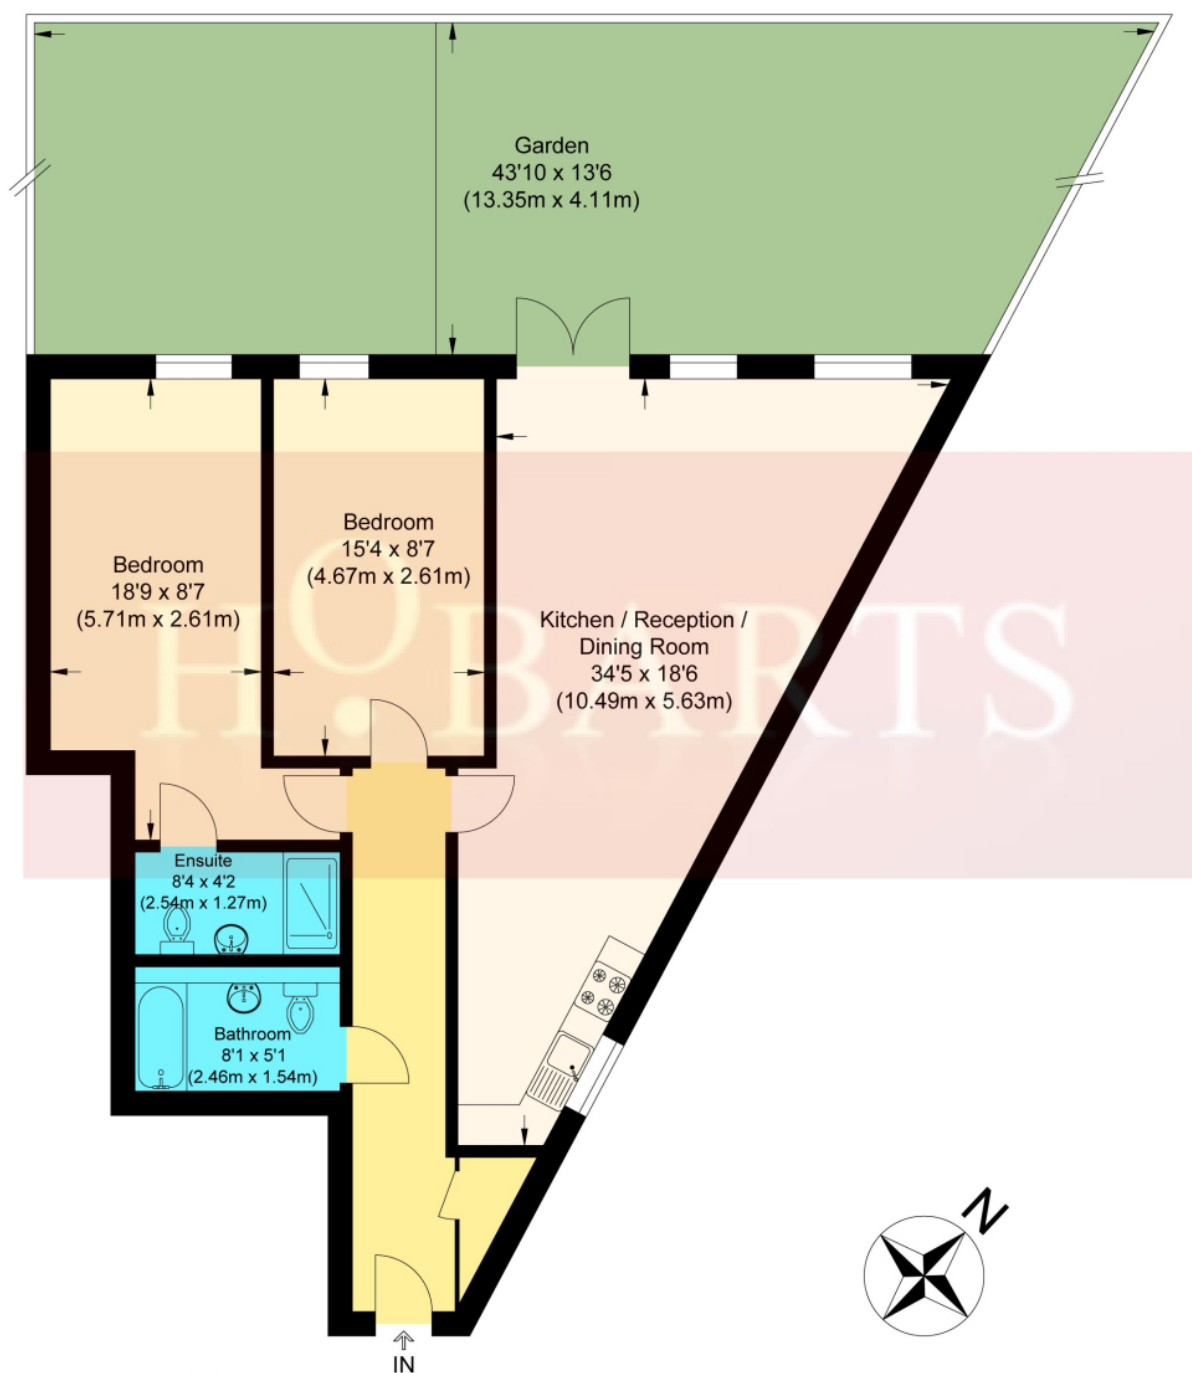 Garden
43'10 x 13'6
(13.35m x 4.11m)
Bedroom
15'4 x 8'7
(4.67m x 2.61m)
Bedroom
18'9 x 8'7
(5.71m x 2.61m)
Kitchen / Reception /
Dining Room
34'5 x 18'6
(10.49m x 5.63m)
HOBARTS
Ensuite
8'4 x 4'2
(2.54m x 1.27m)
Bathroom
8'1 x 5'1
(2.46m x 1.54m)
N
IN